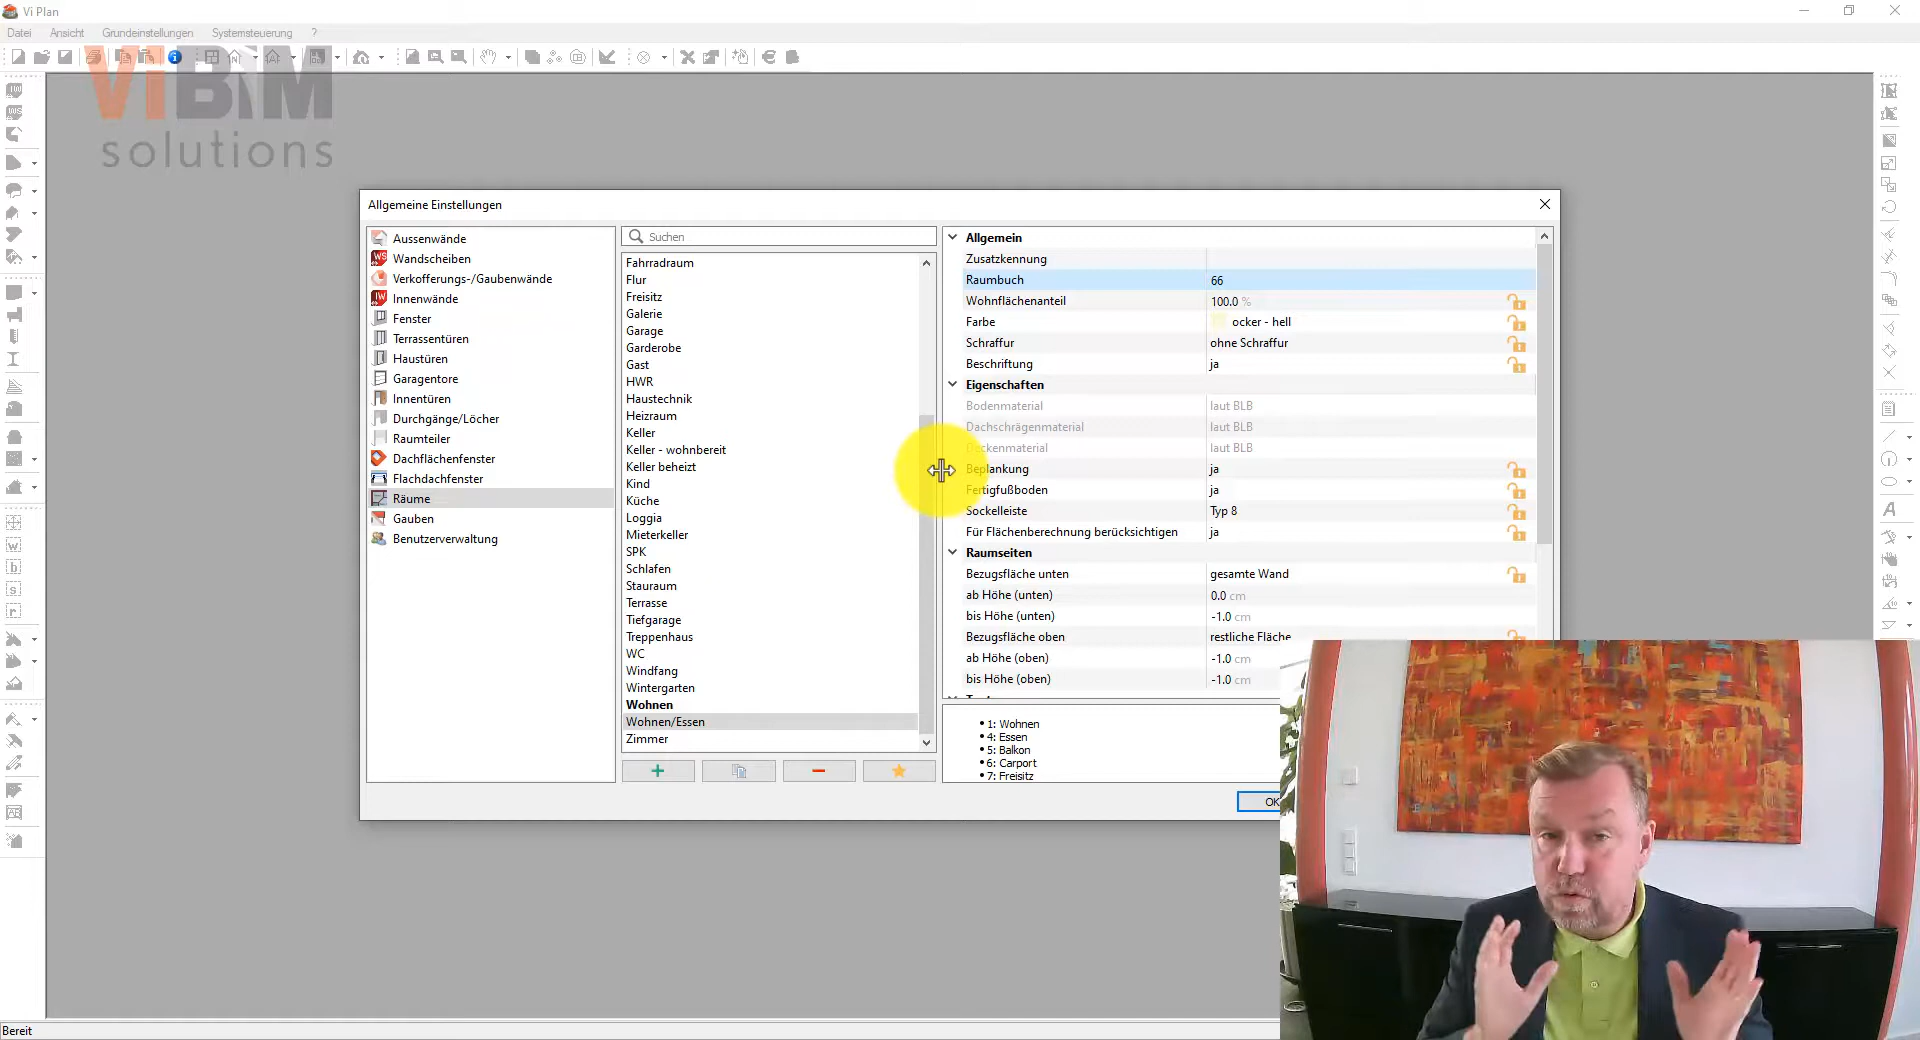 Vi Plan
Datei Ansicht Grundeinstellungen Systemsteuerung ?
ViBiM
solutions
Allgemeine Einstellungen
Aussenwände
Wandscheiben
Verkofferungs-/Gaubenwände
Innenwände
Fenster
Terrassentüren
Haustüren
Garagentore
Innentüren
Durchgänge/Löcher
Raumteiler
Dachflächenfenster
Flachdachfenster
Räume
Gauben
Benutzerverwaltung
Suchen
Fahrradraum
Flur
Freisitz
Galerie
Garage
Garderobe
Gast
HWR
Haustechnik
Heizraum
Keller
Keller - wohnbereit
Keller beheizt
Kind
Küche
Loggia
Mieterkeller
SPK
Schlafen
Stauraum
Terrasse
Tiefgarage
Treppenhaus
WC
Windfang
Wintergarten
Wohnen
Wohnen/Essen
Zimmer
Allgemein
Zusatzkennung
Raumbuch 66
Wohnflächenanteil 100.0 %
Farbe ocker - hell
Schraffur ohne Schraffur
Beschriftung ja
Eigenschaften
Bodenmaterial laut BLB
Dachschrägenmaterial laut BLB
Deckenmaterial laut BLB
Beplankung ja
Fertigfußboden ja
Sockelleiste Typ 8
Für Flächenberechnung berücksichtigen ja
Raumseiten
Bezugsfläche unten gesamte Wand
ab Höhe (unten) 0.0 cm
bis Höhe (unten) -1.0 cm
Bezugsfläche oben restliche Fläche
ab Höhe (oben) -1.0 cm
bis Höhe (oben) -1.0 cm
• 1: Wohnen
• 4: Essen
• 5: Balkon
• 6: Carport
• 7: Freisitz
OK
Bereit